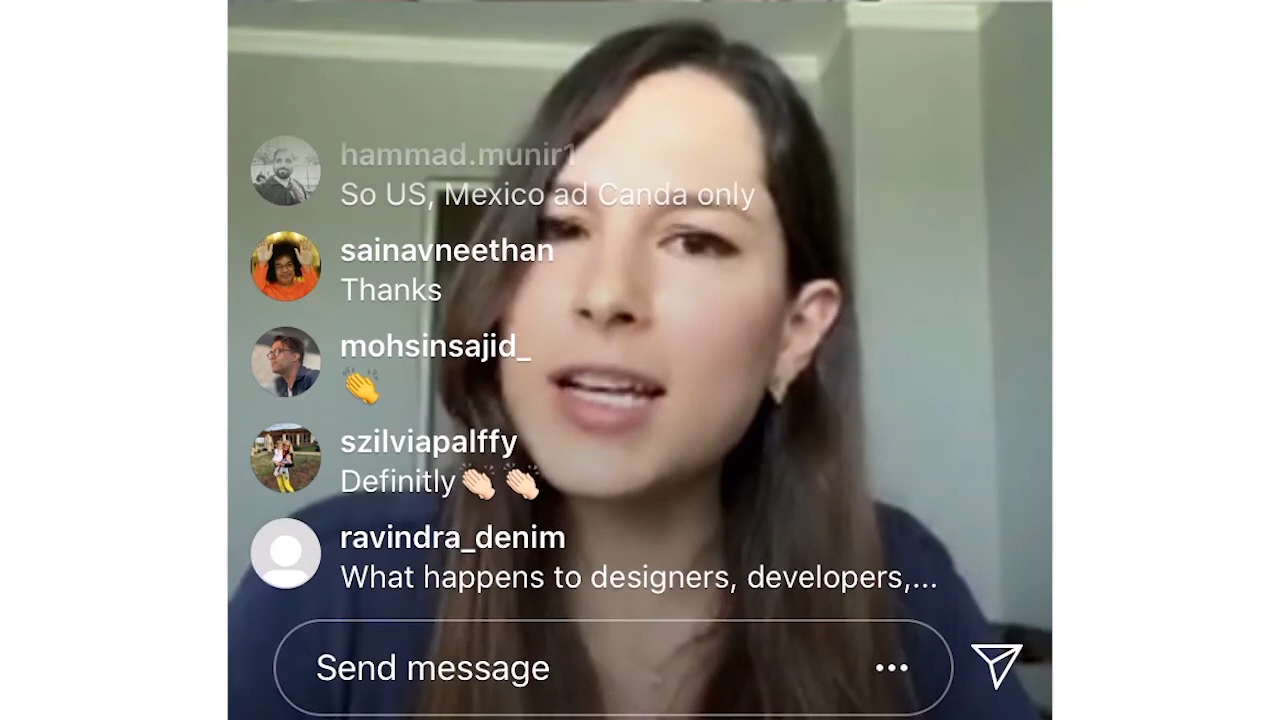 hammad.munir1
So US, Mexico ad Canda only
sainavneethan
Thanks
mohsinsajid_
👏
szilviapalffy
Definitly👏🏻👏🏻
ravindra_denim
What happens to designers, developers,...
Send message